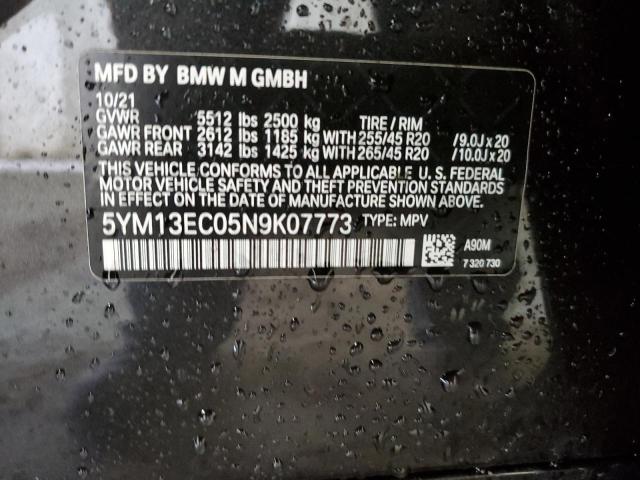 MFD BY BMW M GMBH
10/21
GVWR 5512 lbs 2500 kg TIRE / RIM
GAWR FRONT 2612 lbs 1185 kg WITH 255/45 R20 /9.0J x 20
GAWR REAR 3142 lbs 1425 kg WITH 265/45 R20 /10.0J x 20
THIS VEHICLE CONFORMS TO ALL APPLICABLE U. S. FEDERAL
MOTOR VEHICLE SAFETY AND THEFT PREVENTION STANDARDS
IN EFFECT ON THE DATE OF MANUFACTURE SHOWN ABOVE.
5YM13EC05N9K07773 TYPE: MPV
A90M
7 320 730